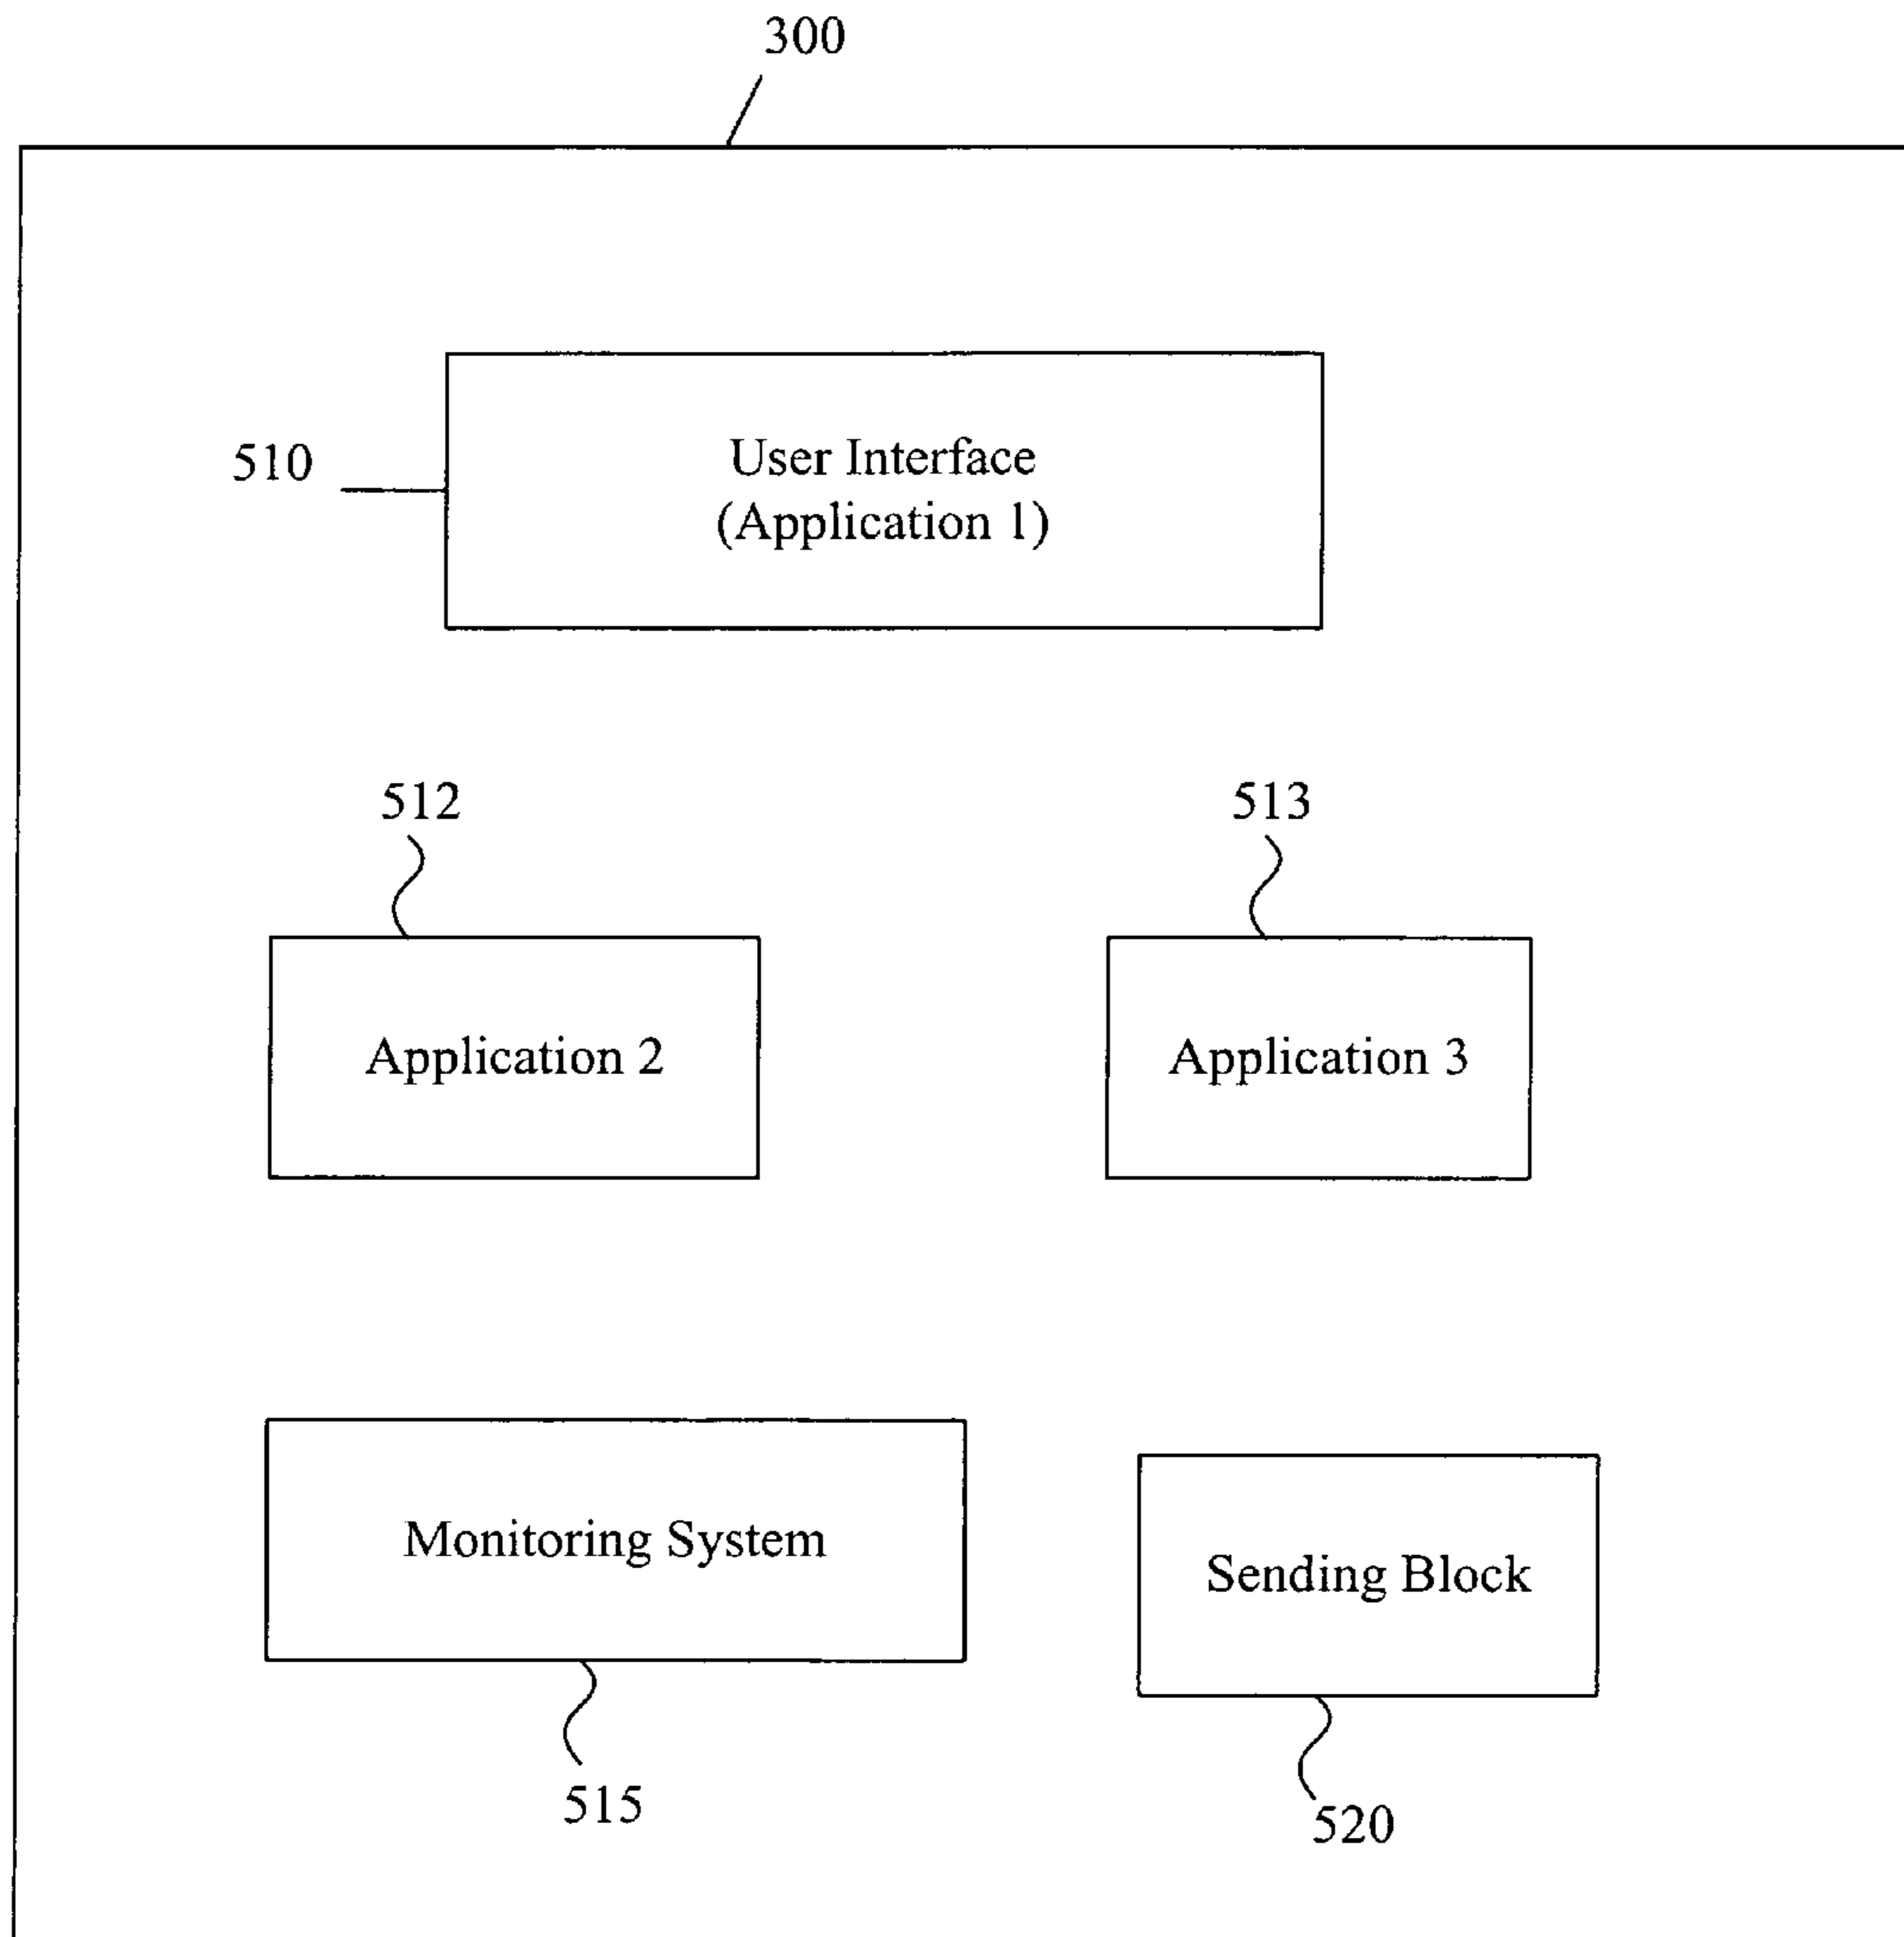 300
510
User Interface
(Application 1)
512
513
Application 2
Application 3
Monitoring System
Sending Block
515
520